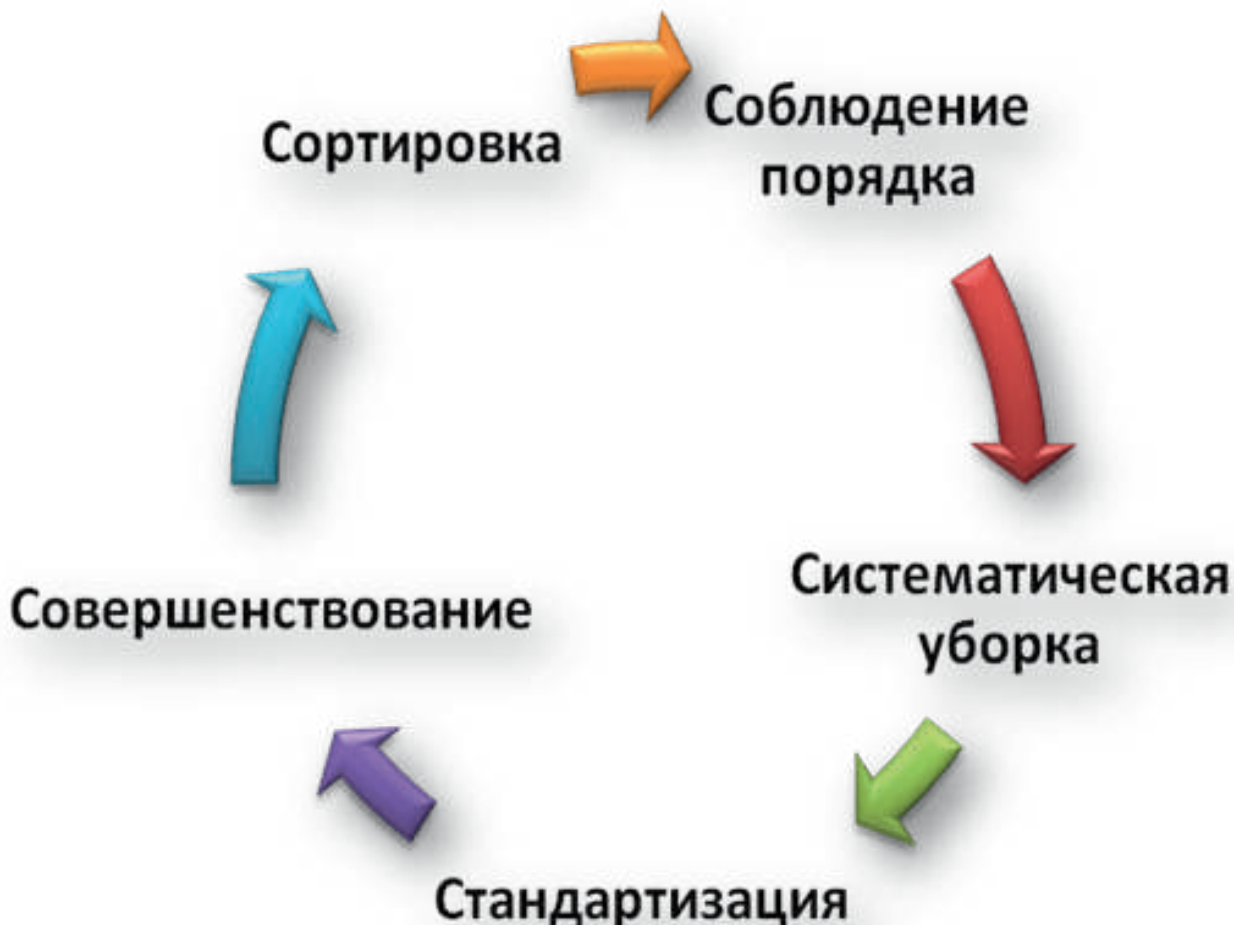 Сортировка
Соблюдение
порядка
Систематическая
уборка
Стандартизация
Совершенствование